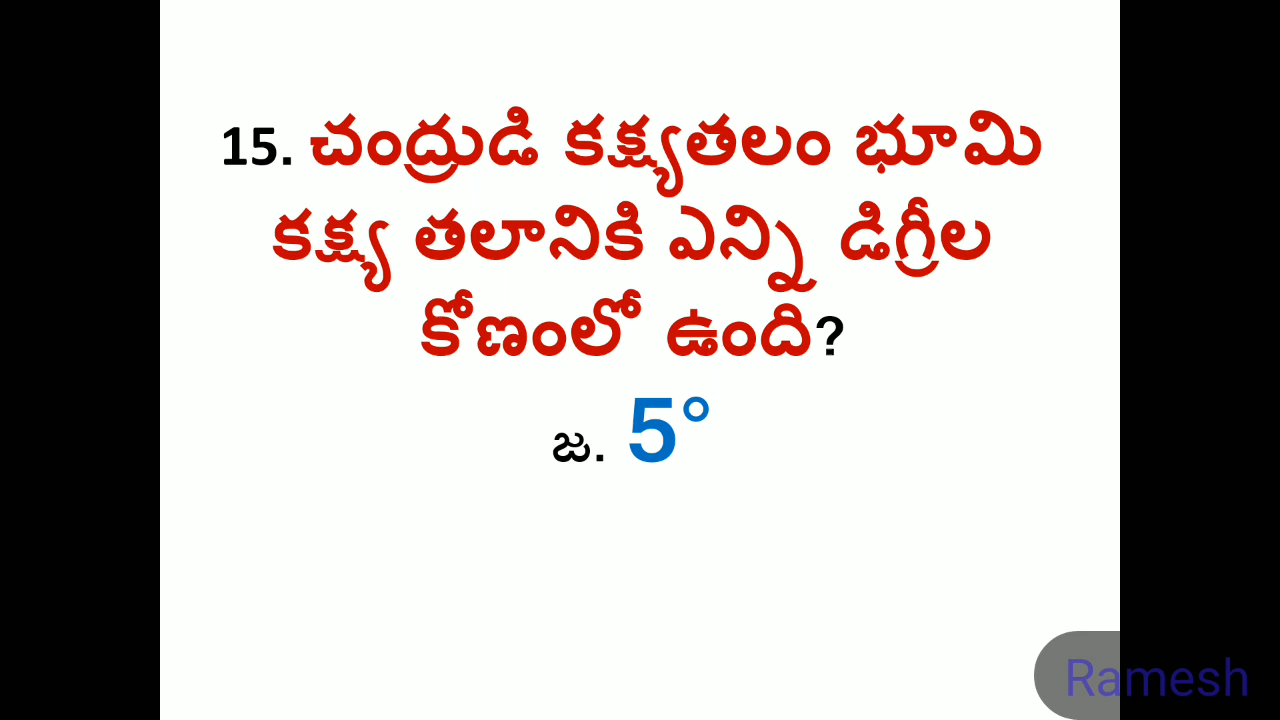 15. చంద్రుడి కక్ష్యతలం భూమి
కక్ష్య తలానికి ఎన్ని డిగ్రీల
కోణంలో ఉంది?
జ. 5°
Ramesh